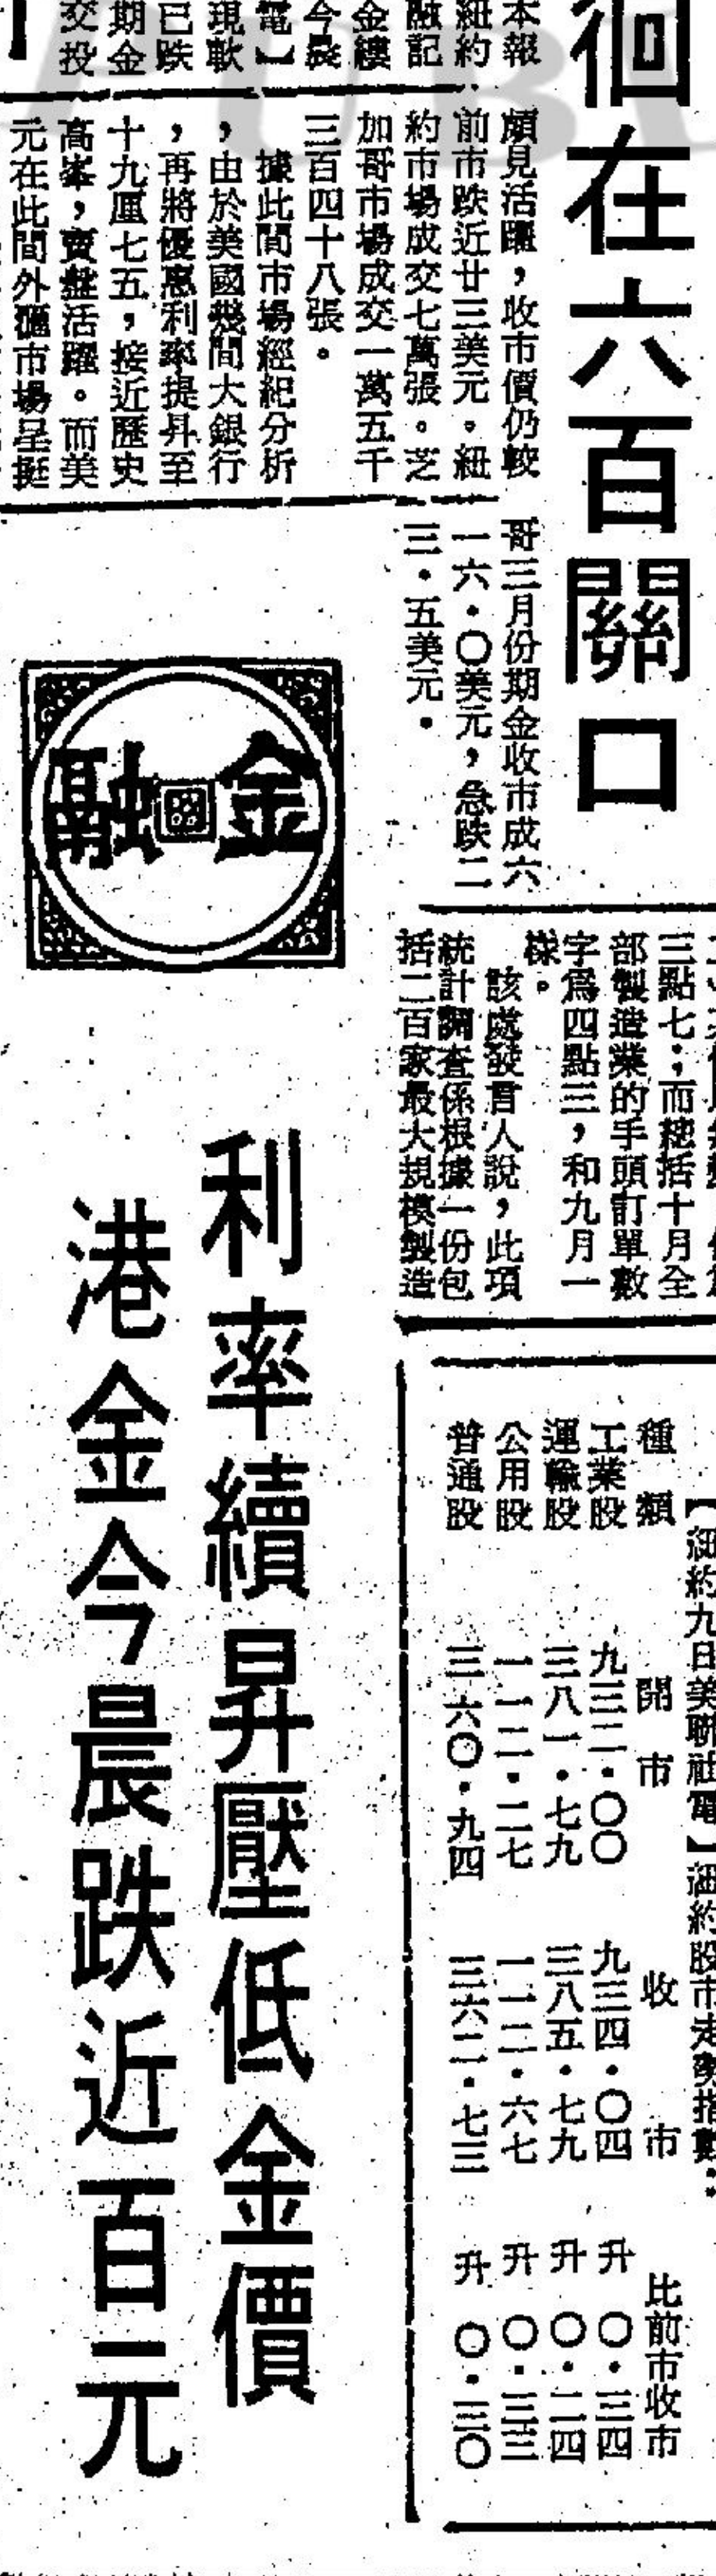 徊在六百關口
本報
紐約
融記
金樓
今晨
電】
現軟
已跌
期金
交投
頗見活躍，收市價仍較
前市跌近廿三美元。紐
約市場成交七萬張。芝
加哥市場成交一萬五千
三百四十八張。
據此間市場經紀分析
，由於美國幾間大銀行
，再將優惠利率提昇至
十九厘七五，接近歷史
高峯，賣盤活躍。而美
元在此間外匯市場呈挺
哥三月份期金收市成六
一六．〇美元，急跌二
三．五美元．
金融
三點七；而總括十月全
部製造業的手頭訂單數
字爲四點三，和九月一
樣。
該處發言人說，此項
統計調查係根據一份包
括二百家最大規模製造
利率續昇壓低金價
港金今晨跌近百元
【紐約九日美聯社電】紐約股市走勢指數：
種類 開市 收市 比前市收市
工業股 九三二．〇〇 九三四．〇四 升 〇．三四
運輸股 三八一．七九 三八五．七九 升 〇．二四
公用股 一一二．二七 一一二．六七 升 〇．三三
普通股 三六〇．九四 三六二．七三 升 〇．三〇